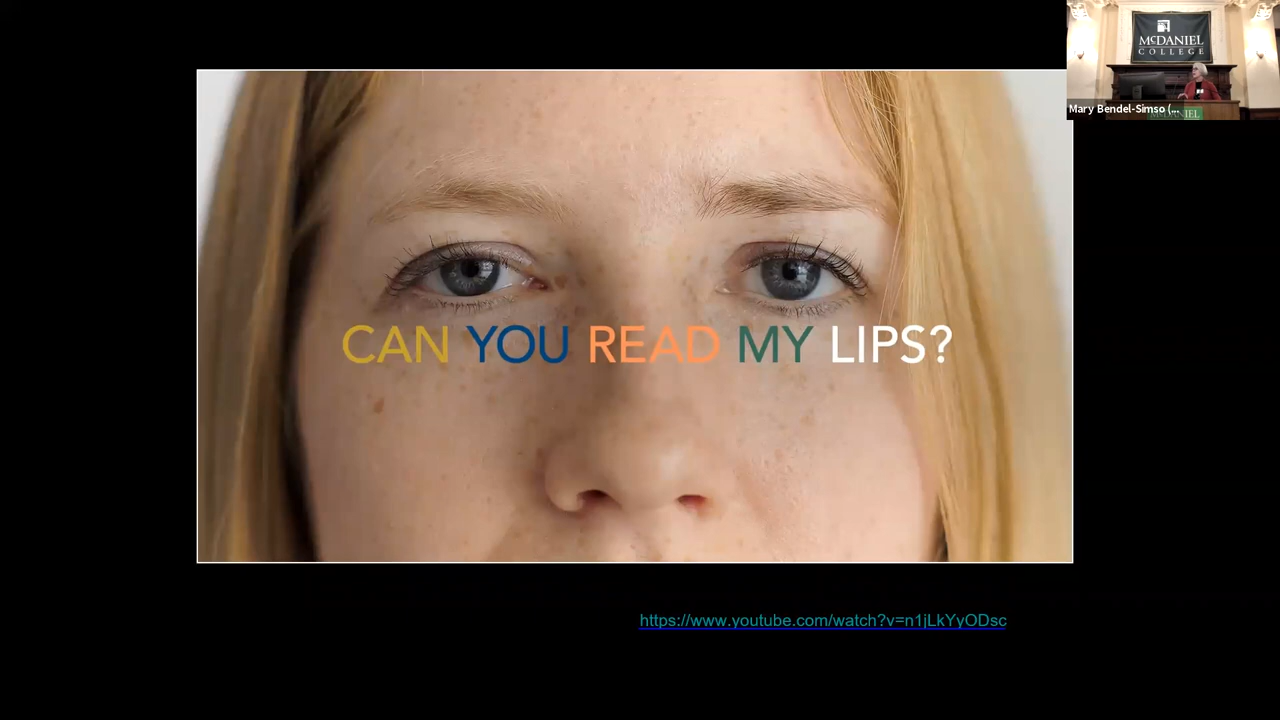 McDANIEL
COLLEGE
Mary Bendel-Simso (...
CAN YOU READ MY LIPS?
https://www.youtube.com/watch?v=n1jLkYyODsc